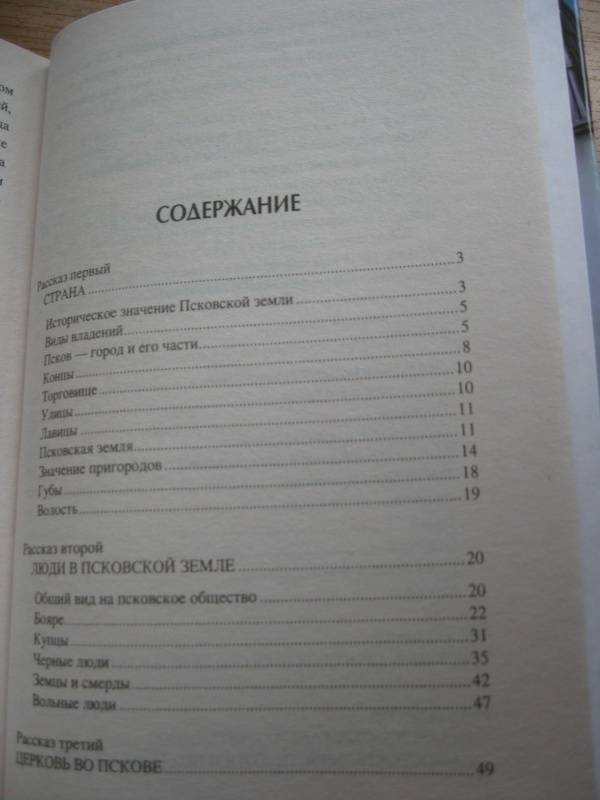 ом
ей,
СОДЕРЖАНИЕ
Рассказ первый
СТРАНА 3
Историческое значение Псковской земли 3
Виды владений 5
Псков — город и его части 5
Концы 8
Торговище 10
Улицы 10
Лавицы 11
Псковская земля 11
Значение пригородов 14
Губы 18
Волость 19
Рассказ второй
ЛЮДИ В ПСКОВСКОЙ ЗЕМЛЕ 20
Общий вид на псковское общество 20
Бояре 22
Купцы 31
Черные люди 35
Земцы и смерды 42
Вольные люди 47
Рассказ третий
ЦЕРКОВЬ ВО ПСКОВЕ 49